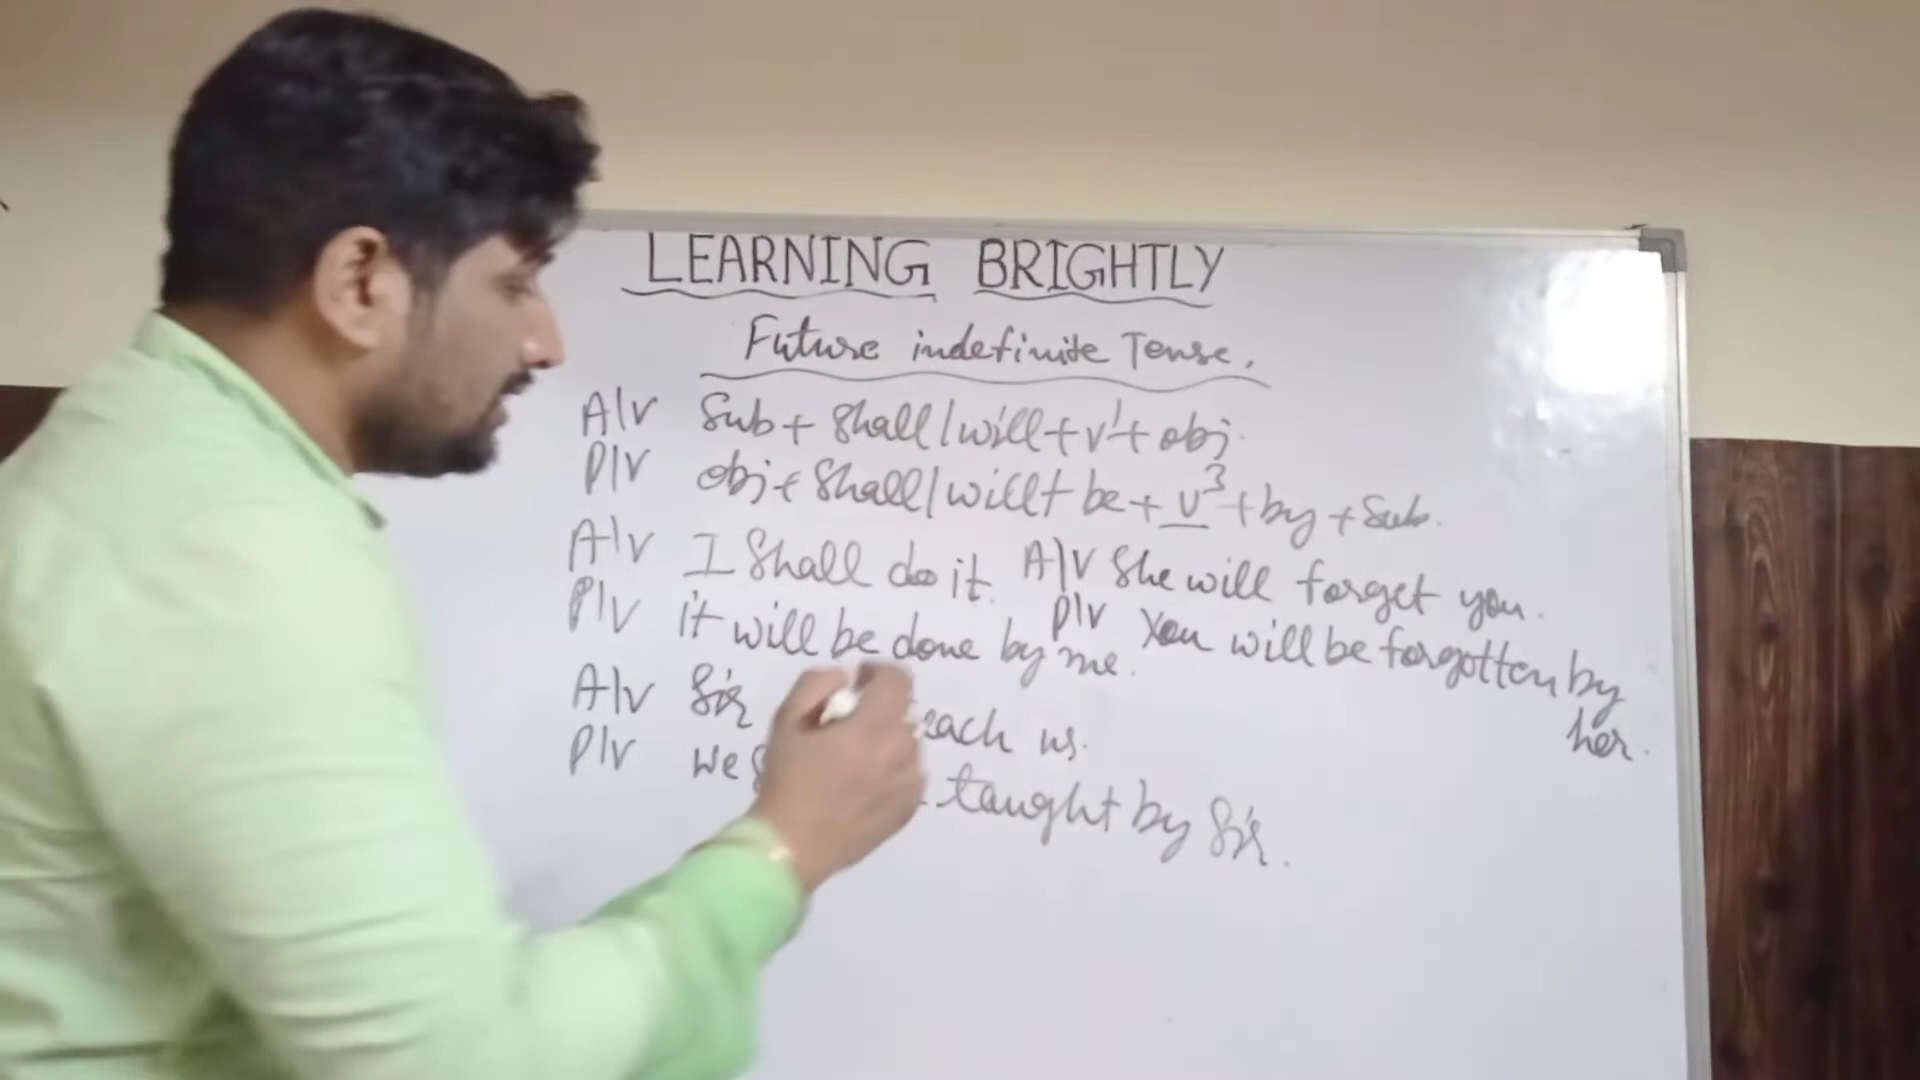 LEARNING BRIGHTLY
Future indefinite Tense.
A/V Sub + Shall/will + v¹ + obj.
P/V obj + Shall/will + be + v³ + by + Sub.
A/V I Shall do it. A/V She will forget you.
P/V it will be done by me. P/V You will be forgotten by her.
A/V Sir each us.
P/V We taught by Sir.